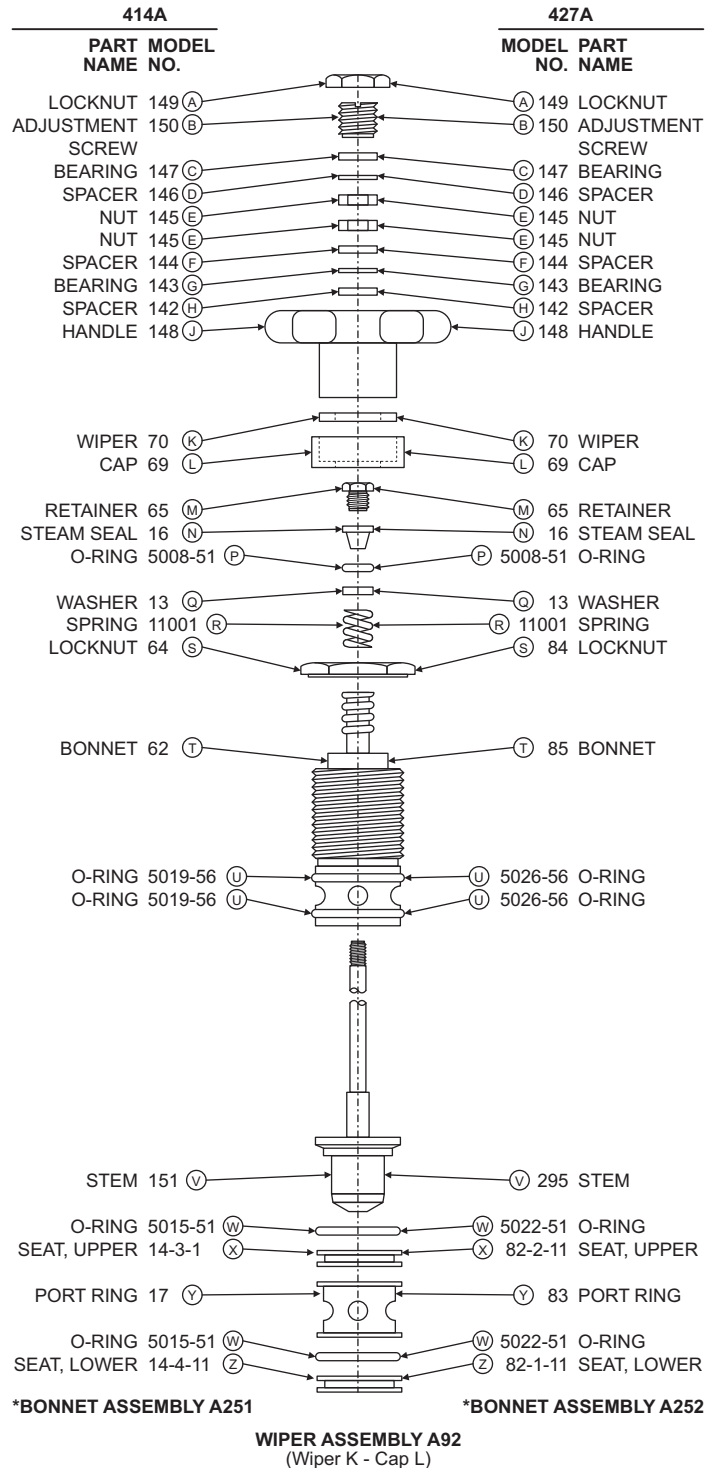 414A 427A
PART MODEL MODEL PART
NAME NO. NO. NAME
LOCKNUT 149 A A 149 LOCKNUT
ADJUSTMENT 150 B B 150 ADJUSTMENT
SCREW SCREW
BEARING 147 C C 147 BEARING
SPACER 146 D D 146 SPACER
NUT 145 E E 145 NUT
NUT 145 E E 145 NUT
SPACER 144 F F 144 SPACER
BEARING 143 G G 143 BEARING
SPACER 142 H H 142 SPACER
HANDLE 148 J J 148 HANDLE
WIPER 70 K K 70 WIPER
CAP 69 L L 69 CAP
RETAINER 65 M M 65 RETAINER
STEAM SEAL 16 N N 16 STEAM SEAL
O-RING 5008-51 P P 5008-51 O-RING
WASHER 13 Q Q 13 WASHER
SPRING 11001 R R 11001 SPRING
LOCKNUT 64 S S 84 LOCKNUT
BONNET 62 T T 85 BONNET
O-RING 5019-56 U U 5026-56 O-RING
O-RING 5019-56 U U 5026-56 O-RING
STEM 151 V V 295 STEM
O-RING 5015-51 W W 5022-51 O-RING
SEAT, UPPER 14-3-1 X X 82-2-11 SEAT, UPPER
PORT RING 17 Y Y 83 PORT RING
O-RING 5015-51 W W 5022-51 O-RING
SEAT, LOWER 14-4-11 Z Z 82-1-11 SEAT, LOWER
*BONNET ASSEMBLY A251 *BONNET ASSEMBLY A252
WIPER ASSEMBLY A92
(Wiper K - Cap L)